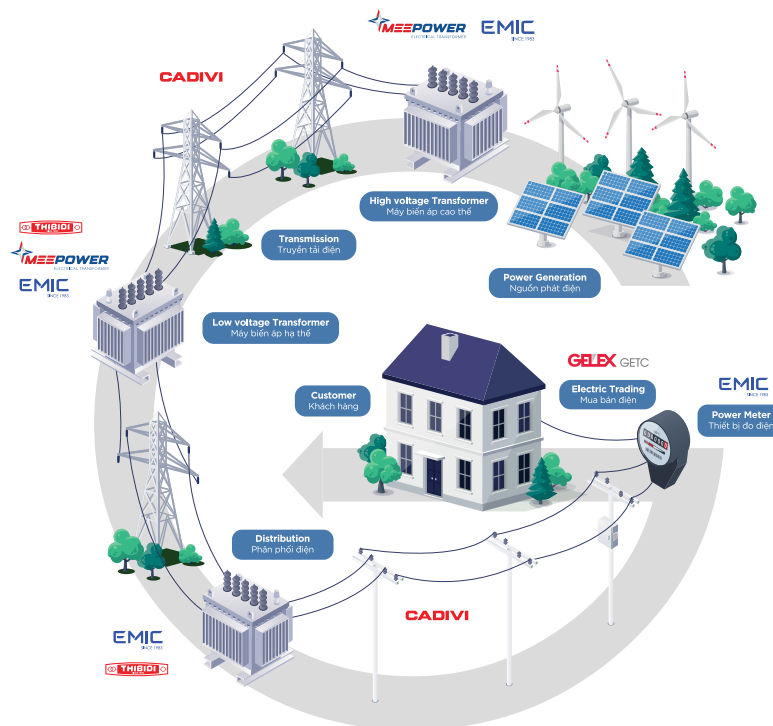 MEEPOWER
ELECTRICAL TRANSFORMER
EMIC
SINCE 1983
CADIVI
High voltage Transformer
Máy biến áp cao thế
THIBIDI
MEEPOWER
ELECTRICAL TRANSFORMER
EMIC
SINCE 1983
Transmission
Truyền tải điện
Power Generation
Nguồn phát điện
Low voltage Transformer
Máy biến áp hạ thế
GELEX GETC
Customer
Khách hàng
Electric Trading
Mua bán điện
EMIC
SINCE 1983
Power Meter
Thiết bị đo điện
Distribution
Phân phối điện
CADIVI
EMIC
SINCE 1983
THIBIDI